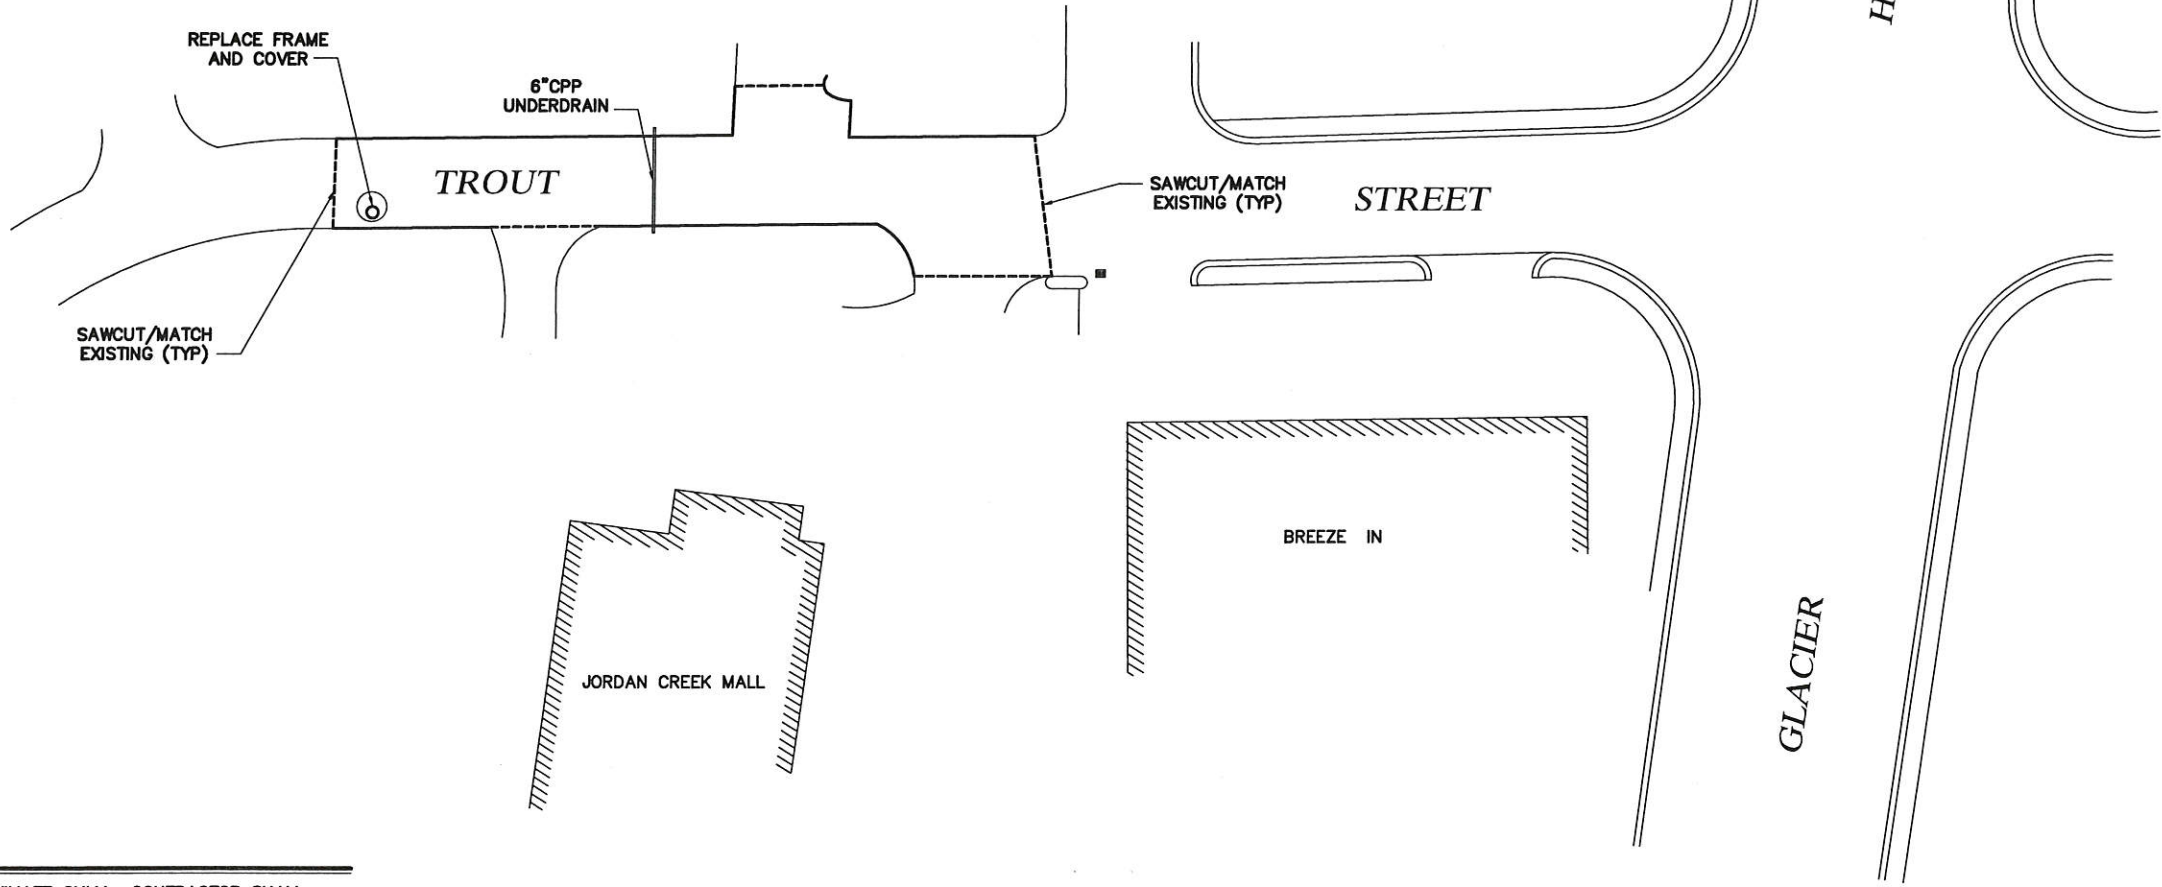 REPLACE FRAME
AND COVER
6"CPP
UNDERDRAIN
H
TROUT
SAWCUT/MATCH
EXISTING (TYP)
STREET
SAWCUT/MATCH
EXISTING (TYP)
BREEZE IN
JORDAN CREEK MALL
GLACIER